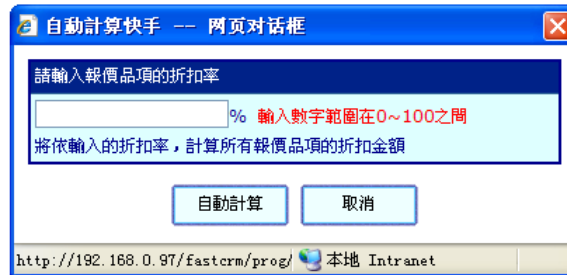 自動計算快手 -- 网页对话框
請輸入報價品項的折扣率
% 輸入數字範圍在0~100之間
將依輸入的折扣率，計算所有報價品項的折扣金額
自動計算 取消
http://192.168.0.97/fastcrm/prog/ 本地 Intranet